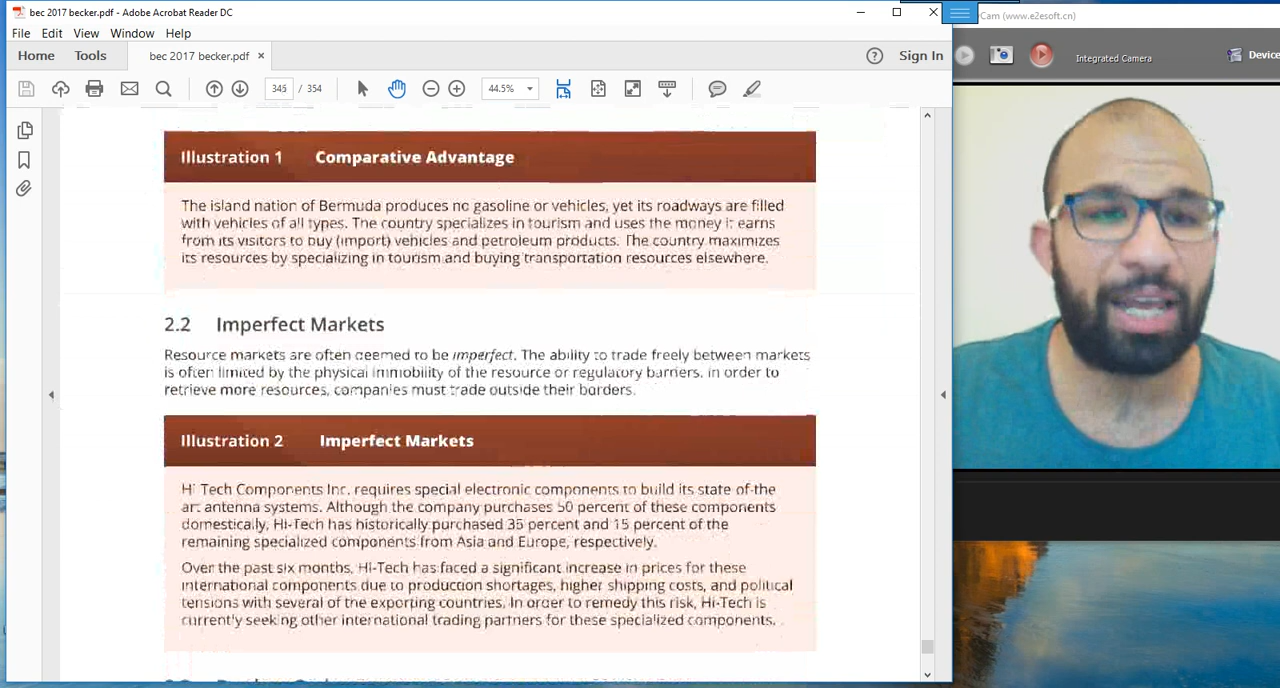 bec 2017 becker.pdf - Adobe Acrobat Reader DC
Cam (www.e2esoft.cn)
File Edit View Window Help
Home Tools bec 2017 becker.pdf × Sign In
Integrated Camera
345 / 354 44.5%
Illustration 1 Comparative Advantage
The island nation of Bermuda produces no gasoline or vehicles, yet its roadways are filled
with vehicles of all types. The country specializes in tourism and uses the money it earns
from its visitors to buy (import) vehicles and petroleum products. The country maximizes
its resources by specializing in tourism and buying transportation resources elsewhere.
2.2 Imperfect Markets
Resource markets are often deemed to be imperfect. The ability to trade freely between markets
is often limited by the physical immobility of the resource or regulatory barriers. In order to
retrieve more resources, companies must trade outside their borders.
Illustration 2 Imperfect Markets
Hi Tech Components Inc. requires special electronic components to build its state-of-the
art antenna systems. Although the company purchases 50 percent of these components
domestically, Hi-Tech has historically purchased 35 percent and 15 percent of the
remaining specialized components from Asia and Europe, respectively.
Over the past six months, Hi-Tech has faced a significant increase in prices for these
international components due to production shortages, higher shipping costs, and political
tensions with several of the exporting countries. In order to remedy this risk, Hi-Tech is
currently seeking other international trading partners for these specialized components.